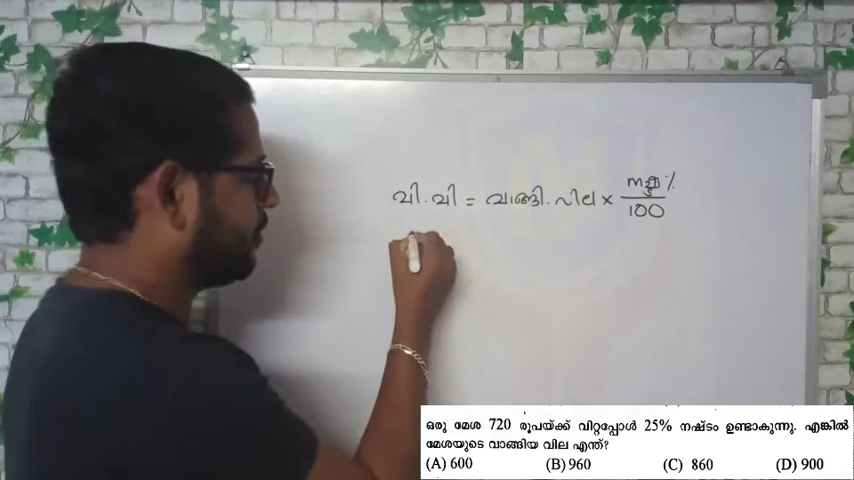 വി.വി = വാങ്ങി.വില × നഷ്ട% / 100
ഒരു മേശ 720 രൂപയ്ക്ക് വിറ്റപ്പോൾ 25% നഷ്ടം ഉണ്ടാകുന്നു. എങ്കിൽ
മേശയുടെ വാങ്ങിയ വില എന്ത്?
(A) 600 (B) 960 (C) 860 (D) 900